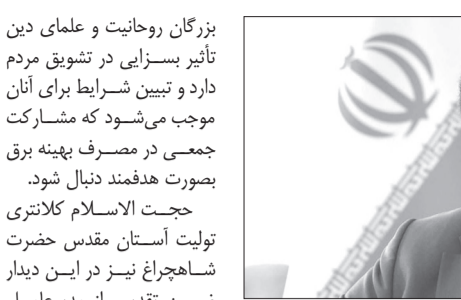 بزرگان روحانیت و علمای دین
تأثیر بســزایی در تشویق مردم
دارد و تبیین شــرایط برای آنان
موجب می‌شــود که مشــارکت
جمعــی در مصــرف بهینه برق
بصورت هدفمند دنبال شود.
حجــت الاســلام کلانتری
تولیت آســتان مقدس حضرت
شــاهچراغ نیــز در ایــن دیدار